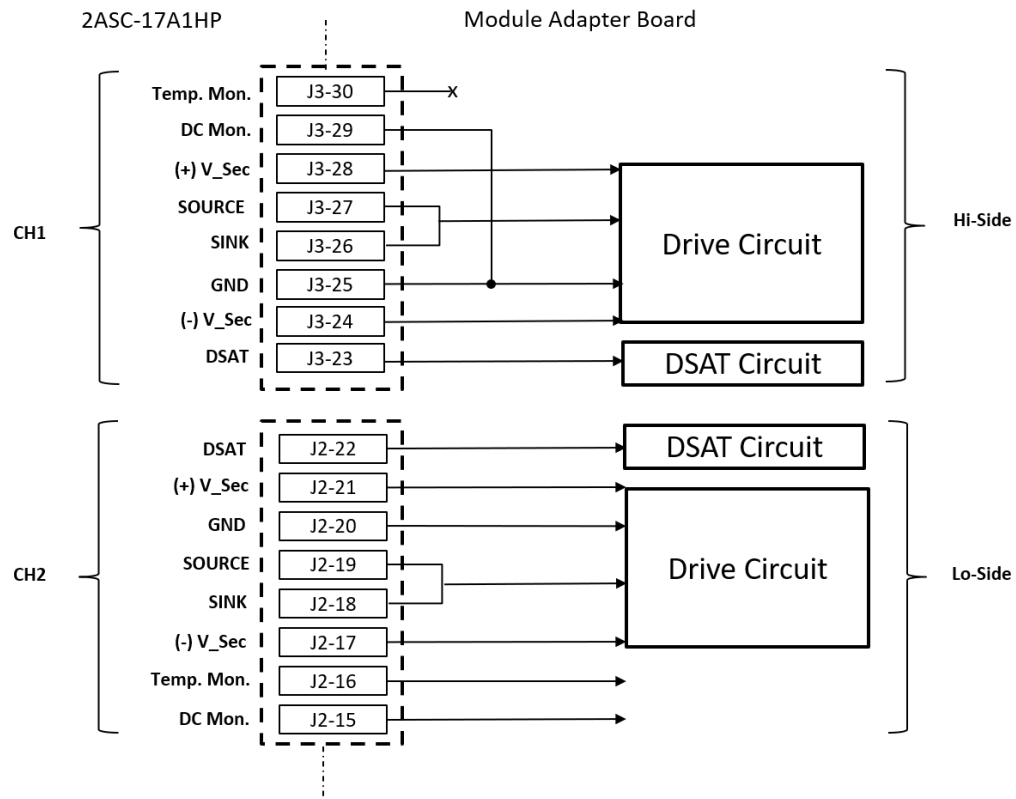 2ASC-17A1HP
Module Adapter Board
Temp. Mon.
J3-30
x
DC Mon.
J3-29
(+) V_Sec
J3-28
SOURCE
J3-27
SINK
J3-26
GND
J3-25
(-) V_Sec
J3-24
DSAT
J3-23
CH1
Drive Circuit
DSAT Circuit
Hi-Side
DSAT
J2-22
(+) V_Sec
J2-21
GND
J2-20
SOURCE
J2-19
SINK
J2-18
(-) V_Sec
J2-17
Temp. Mon.
J2-16
DC Mon.
J2-15
CH2
DSAT Circuit
Drive Circuit
Lo-Side